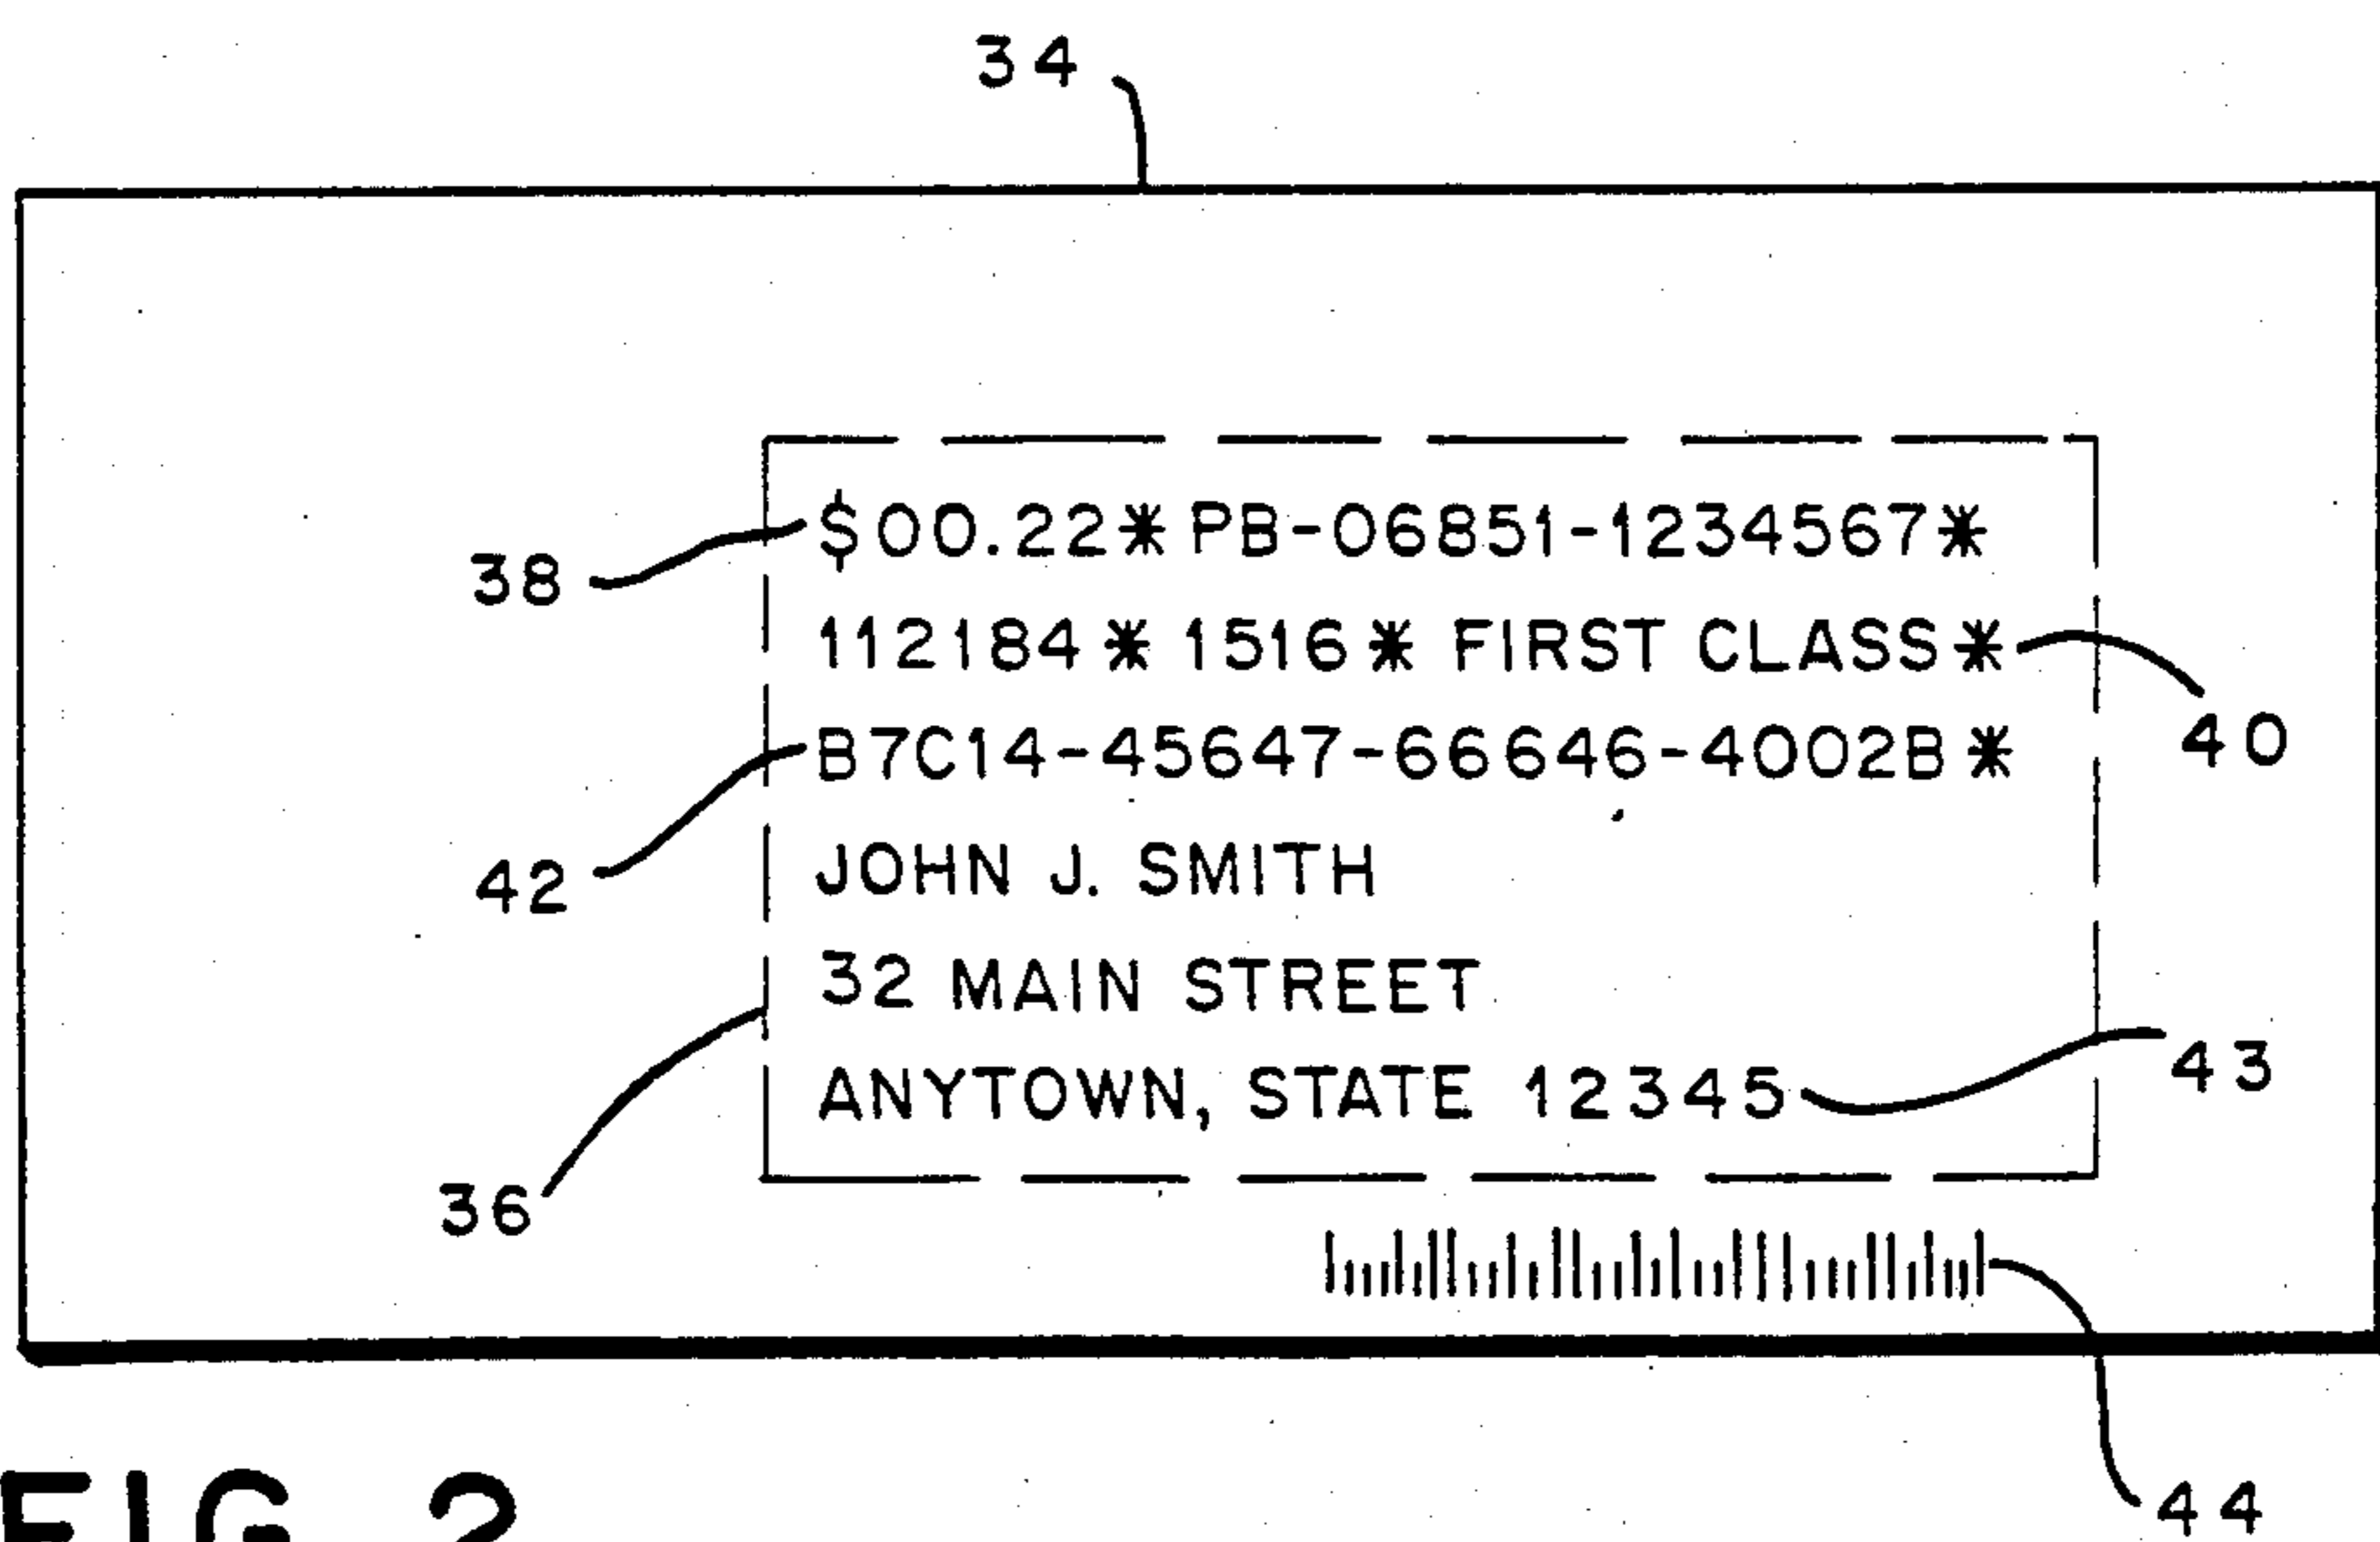 34
$00.22*PB-06851-1234567*
38
112184*1516*FIRST CLASS*
40
B7C14-45647-66646-4002B*
42
JOHN J. SMITH
32 MAIN STREET
ANYTOWN, STATE 12345
43
36
44
FIG. 2